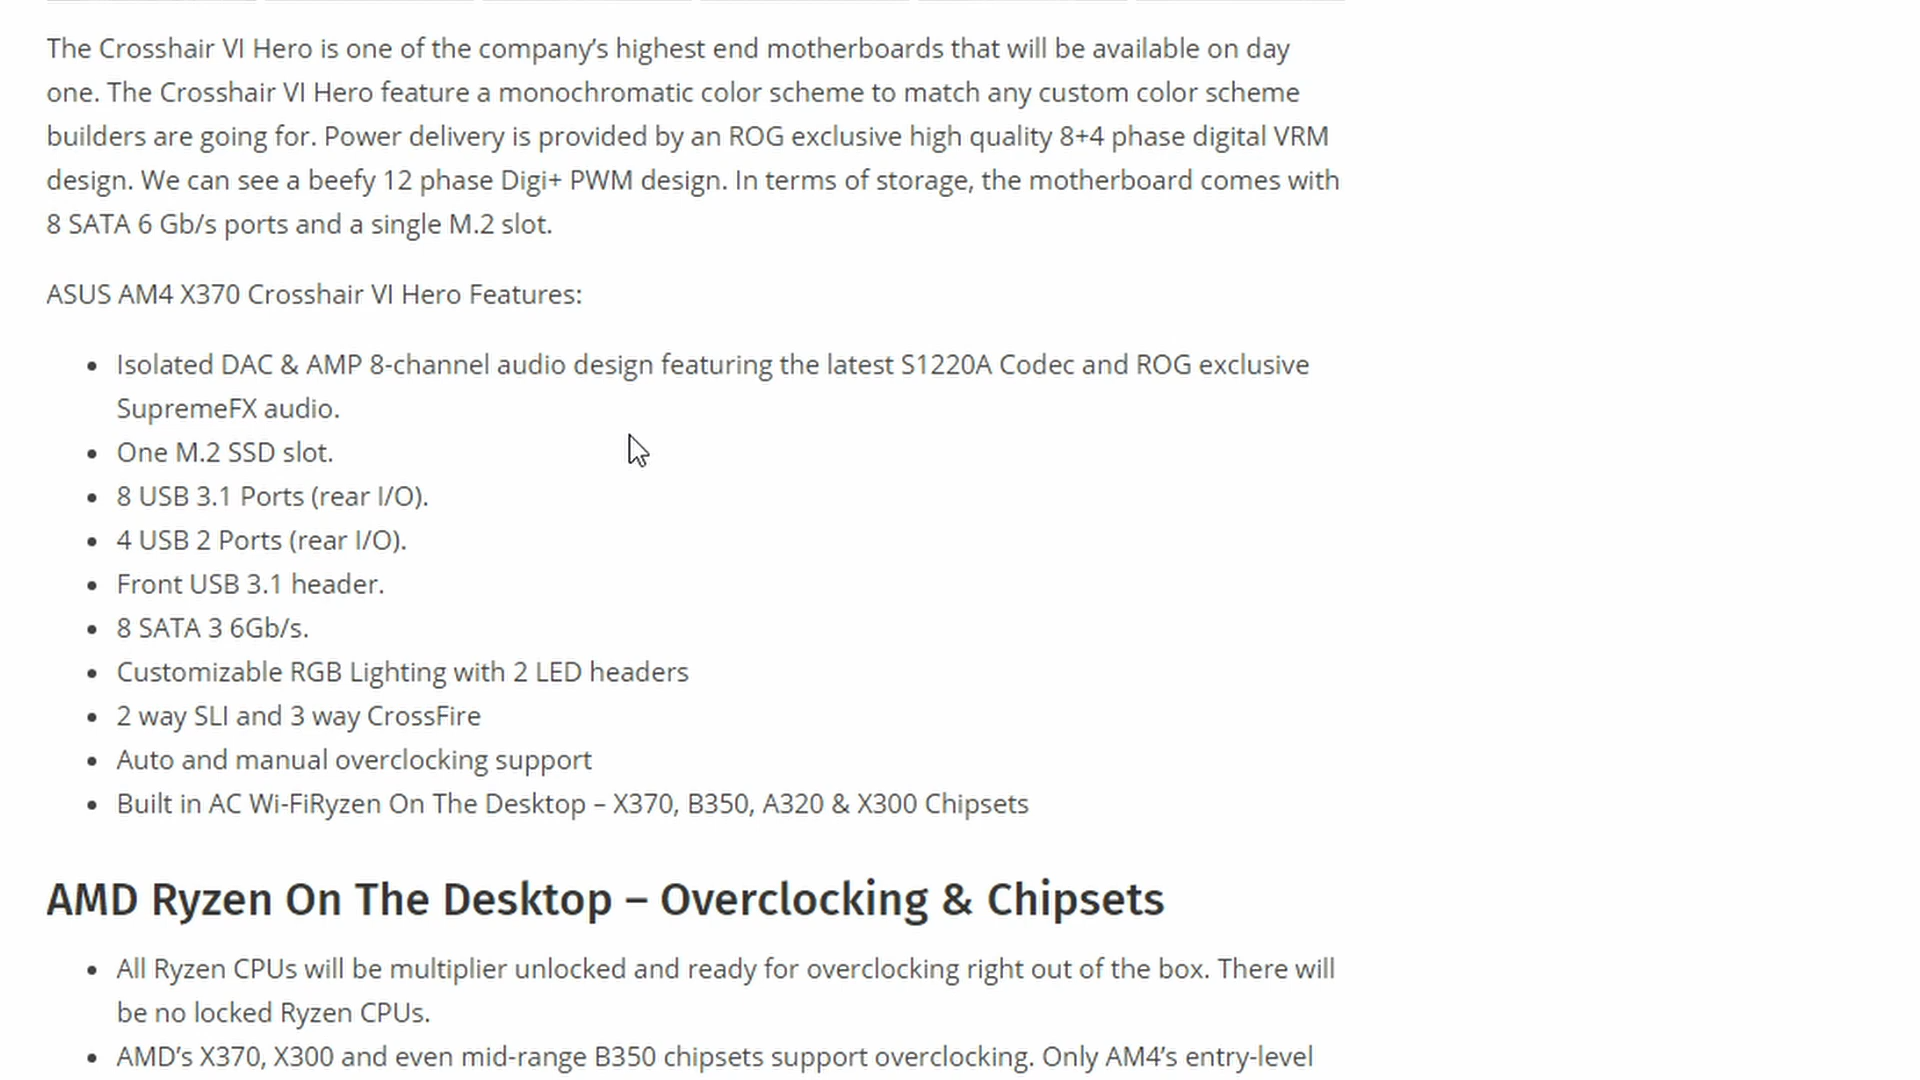 The Crosshair VI Hero is one of the company’s highest end motherboards that will be available on day
one. The Crosshair VI Hero feature a monochromatic color scheme to match any custom color scheme
builders are going for. Power delivery is provided by an ROG exclusive high quality 8+4 phase digital VRM
design. We can see a beefy 12 phase Digi+ PWM design. In terms of storage, the motherboard comes with
8 SATA 6 Gb/s ports and a single M.2 slot.
ASUS AM4 X370 Crosshair VI Hero Features:
• Isolated DAC & AMP 8-channel audio design featuring the latest S1220A Codec and ROG exclusive
SupremeFX audio.
• One M.2 SSD slot.
• 8 USB 3.1 Ports (rear I/O).
• 4 USB 2 Ports (rear I/O).
• Front USB 3.1 header.
• 8 SATA 3 6Gb/s.
• Customizable RGB Lighting with 2 LED headers
• 2 way SLI and 3 way CrossFire
• Auto and manual overclocking support
• Built in AC Wi-FiRyzen On The Desktop – X370, B350, A320 & X300 Chipsets
AMD Ryzen On The Desktop – Overclocking & Chipsets
• All Ryzen CPUs will be multiplier unlocked and ready for overclocking right out of the box. There will
be no locked Ryzen CPUs.
• AMD’s X370, X300 and even mid-range B350 chipsets support overclocking. Only AM4’s entry-level